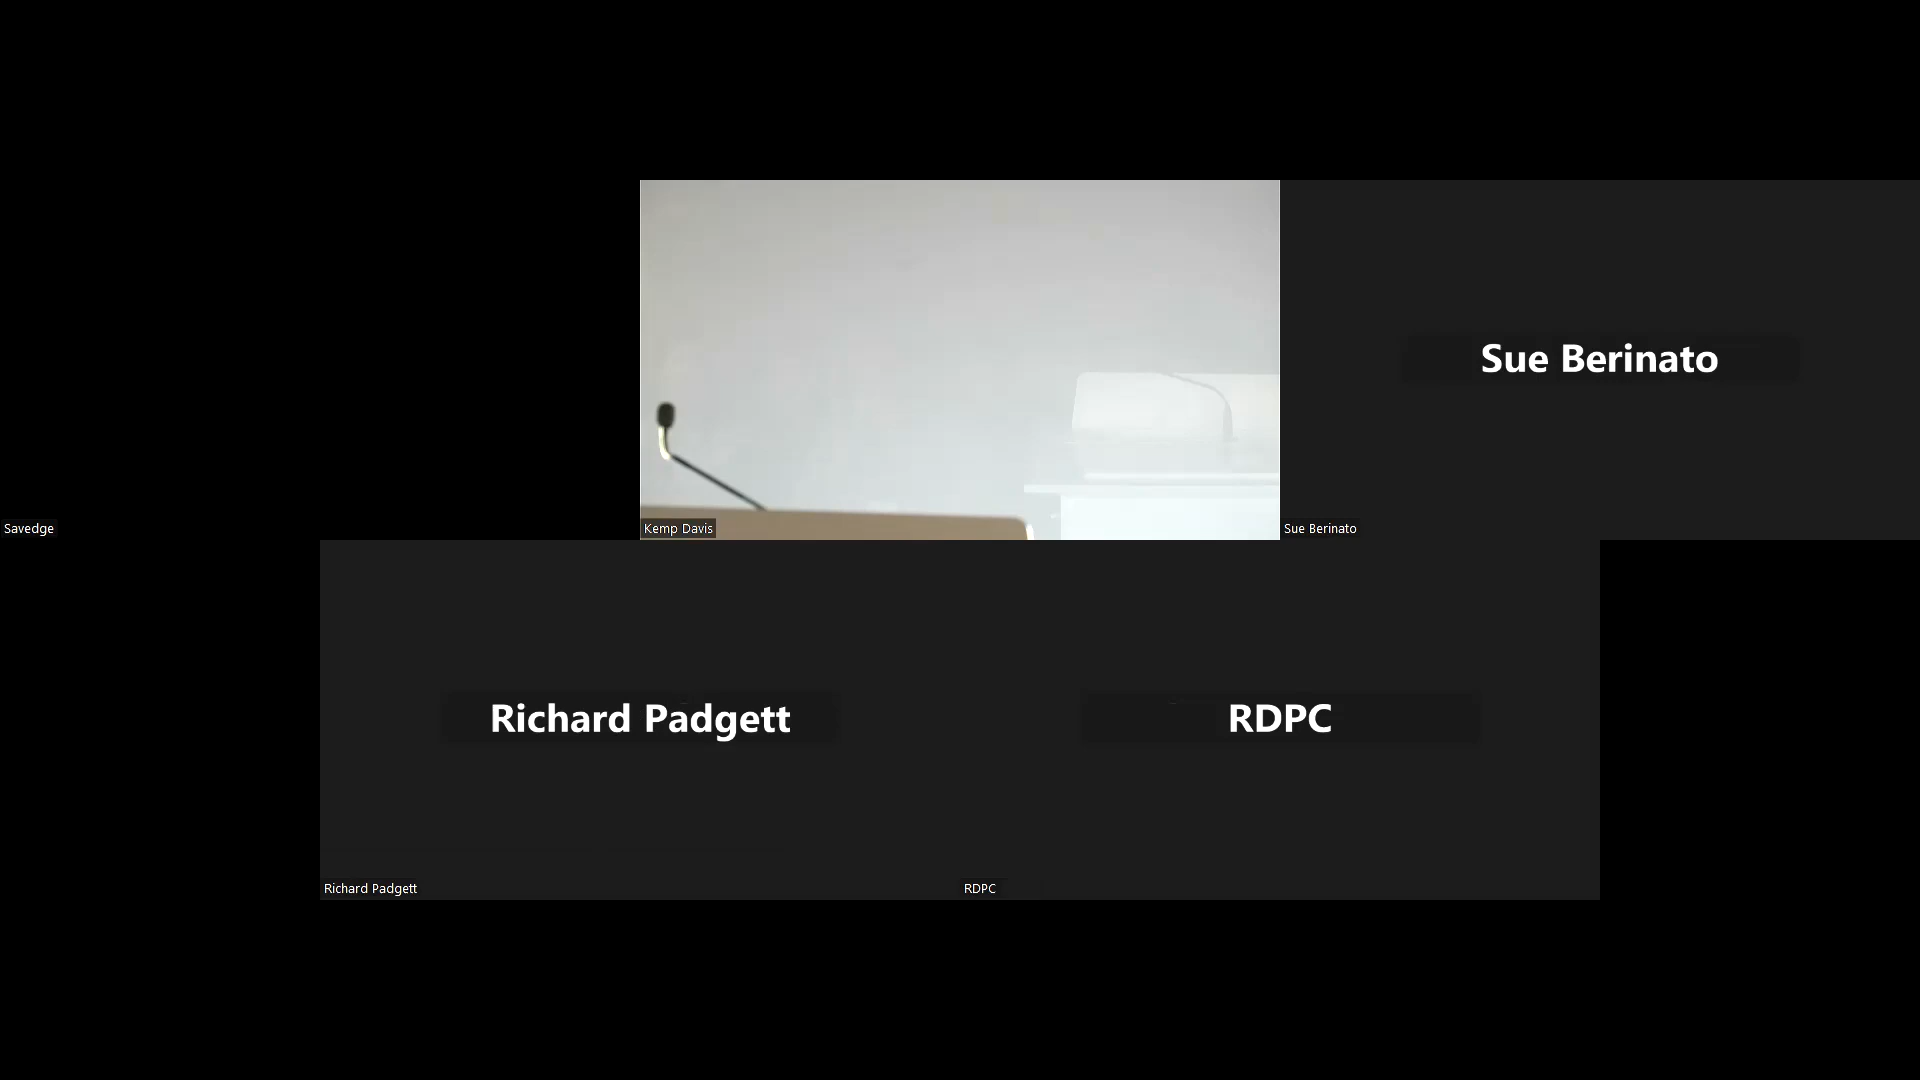 Sue Berinato
Savedge
Kemp Davis
Sue Berinato
Richard Padgett
RDPC
Richard Padgett
RDPC